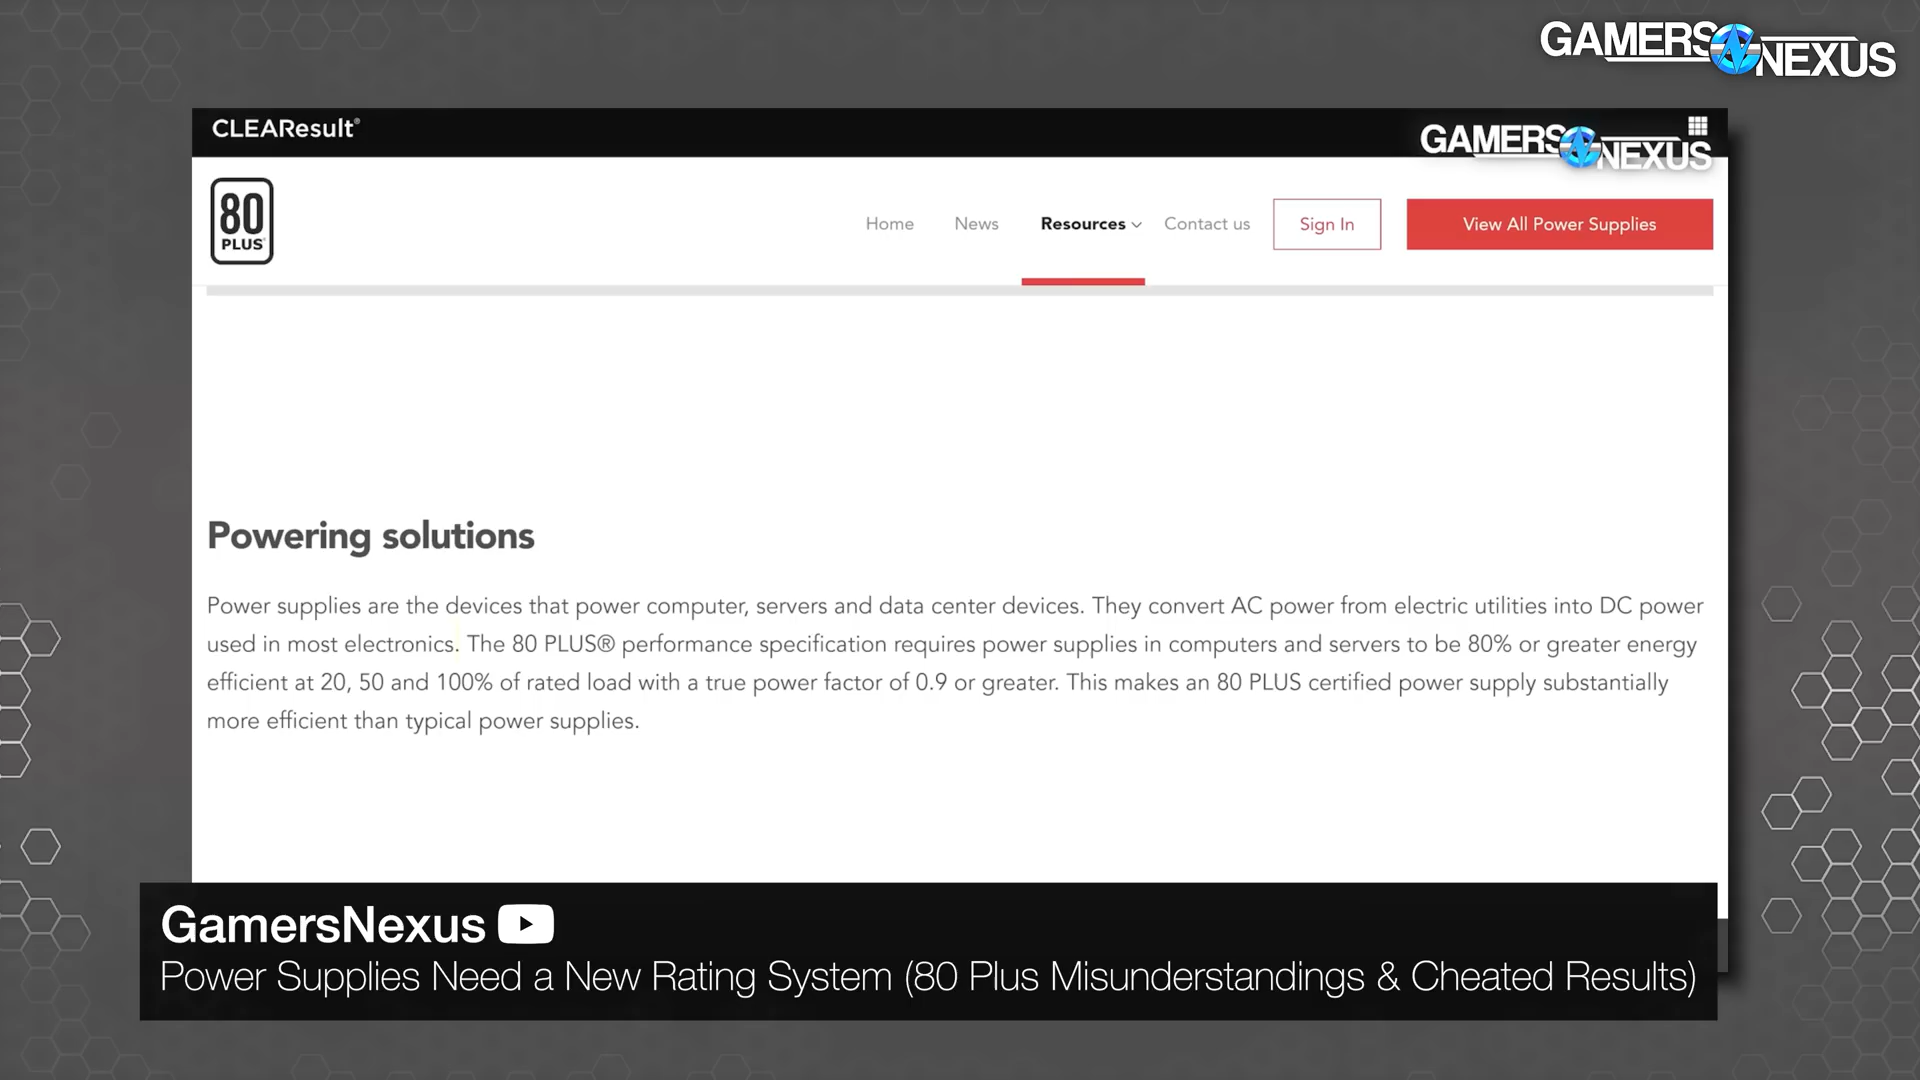 GAMERS NEXUS
CLEAResult®
GAMERS NEXUS
80 PLUS
Home News Resources Contact us Sign In View All Power Supplies
Powering solutions
Power supplies are the devices that power computer, servers and data center devices. They convert AC power from electric utilities into DC power
used in most electronics. The 80 PLUS® performance specification requires power supplies in computers and servers to be 80% or greater energy
efficient at 20, 50 and 100% of rated load with a true power factor of 0.9 or greater. This makes an 80 PLUS certified power supply substantially
more efficient than typical power supplies.
GamersNexus
Power Supplies Need a New Rating System (80 Plus Misunderstandings & Cheated Results)